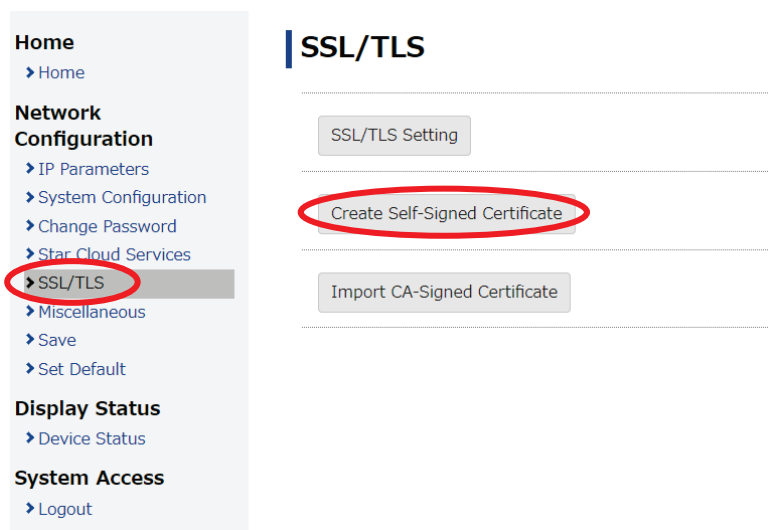 Home
Home
Network
Configuration
IP Parameters
System Configuration
Change Password
Star Cloud Services
SSL/TLS
Miscellaneous
Save
Set Default
Display Status
Device Status
System Access
Logout
SSL/TLS
SSL/TLS Setting
Create Self-Signed Certificate
Import CA-Signed Certificate